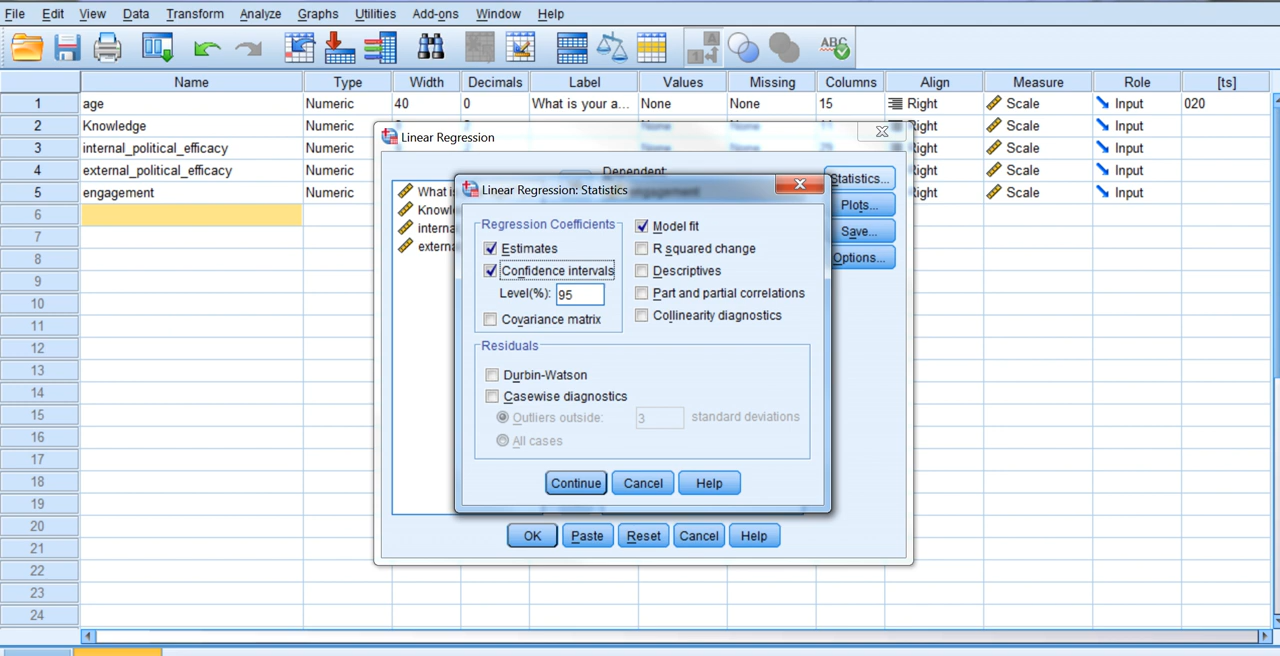 File Edit View Data Transform Analyze Graphs Utilities Add-ons Window Help
A
1
ABC
Name Type Width Decimals Label Values Missing Columns Align Measure Role [ts]
1 age Numeric 40 0 What is your a... None None 15 Right Scale Input 020
2 Knowledge Numeric Right Scale Input
3 internal_political_efficacy Numeric Right Scale Input
4 external_political_efficacy Numeric Right Scale Input
5 engagement Numeric Right Scale Input
6
7
8
9
10
11
12
13
14
15
16
17
18
19
20
21
22
23
24
Linear Regression
Dependent:
What i
Knowl
interna
externa
Statistics...
Plots...
Save...
Options...
OK Paste Reset Cancel Help
Linear Regression: Statistics
Regression Coefficients
Estimates
Confidence intervals
Level(%): 95
Covariance matrix
Model fit
R squared change
Descriptives
Part and partial correlations
Collinearity diagnostics
Residuals
Durbin-Watson
Casewise diagnostics
Outliers outside: 3 standard deviations
All cases
Continue Cancel Help